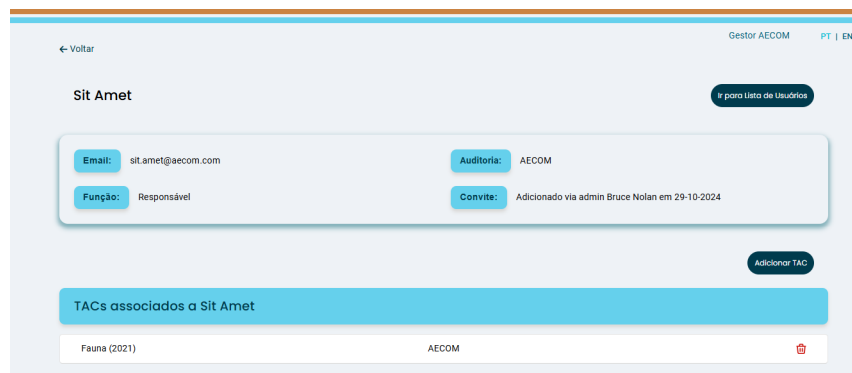 Gestor AECOM PT | EN
← Voltar
Sit Amet
Ir para Lista de Usuários
Email: sit.amet@aecom.com Auditoria: AECOM
Função: Responsável Convite: Adicionado via admin Bruce Nolan em 29-10-2024
Adicionar TAC
TACs associados a Sit Amet
Fauna (2021) AECOM